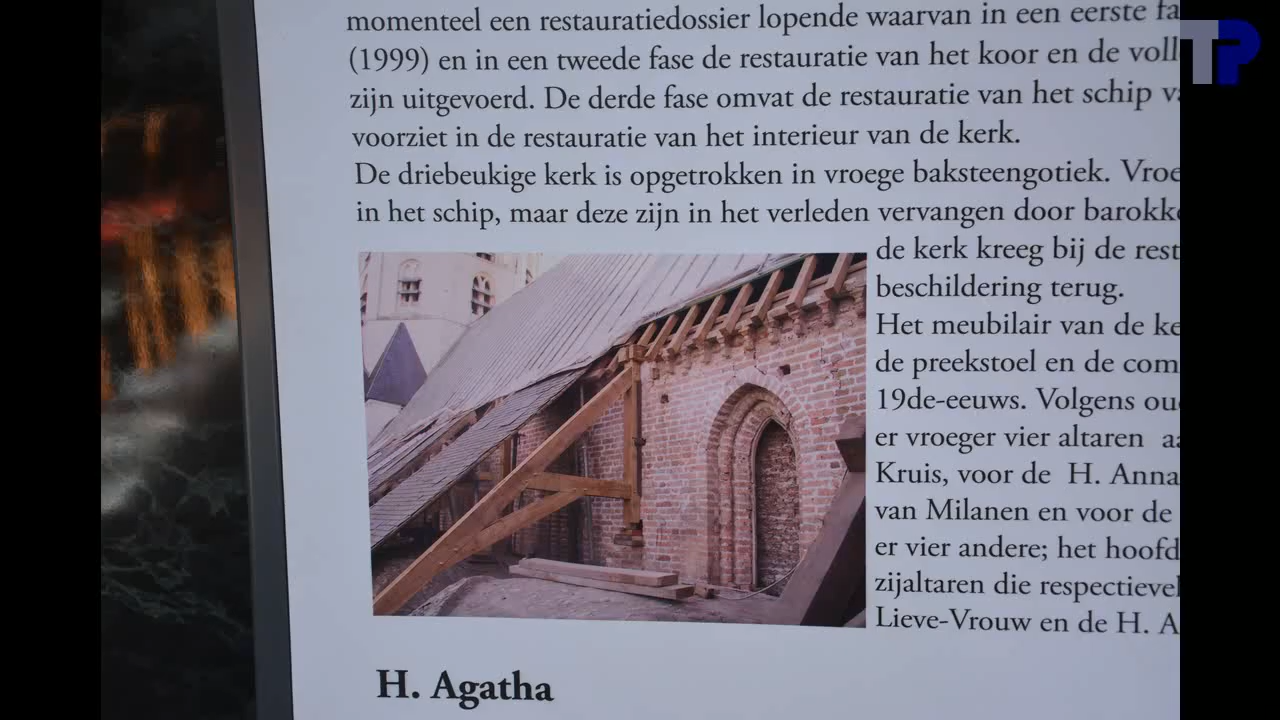 momenteel een restauratiedossier lopende waarvan in een eerste
(1999) en in een tweede fase de restauratie van het koor en de
zijn uitgevoerd. De derde fase omvat de restauratie van het schip
voorziet in de restauratie van het interieur van de kerk.
De driebeukige kerk is opgetrokken in vroege baksteengotiek.
in het schip, maar deze zijn in het verleden vervangen door
de kerk kreeg bij de
beschildering terug.
Het meubilair van de
de preekstoel en de
19de-eeuws. Volgens
er vroeger vier altaren
Kruis, voor de H. Anna
van Milanen en voor de
er vier andere; het
zijaltaren die
Lieve-Vrouw en de H.
H. Agatha
TP